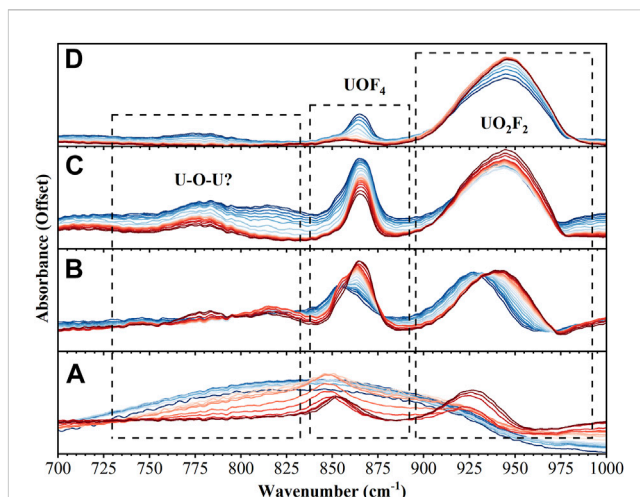 D
UOF4
UO2F2
C
U-O-U?
B
A
Absorbance (Offset)
700 725 750 775 800 825 850 875 900 925 950 975 1000
Wavenumber (cm-1)